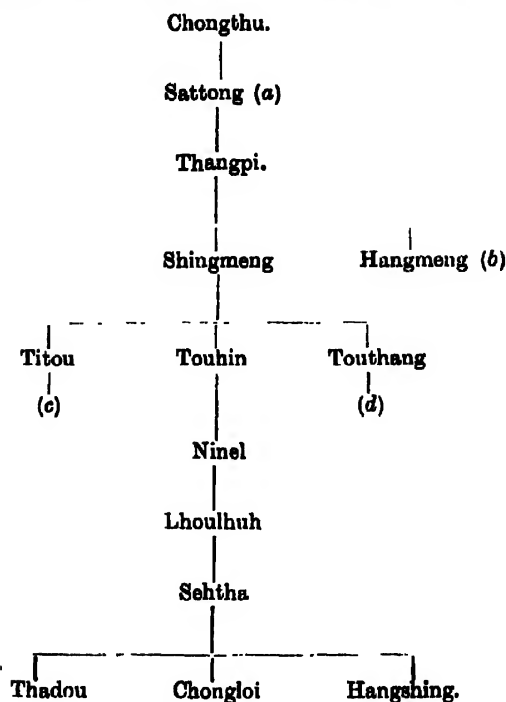 Chongthu.
Sattong (a)
Thangpi.
Shingmeng Hangmeng (b)
Titou Touhin Touthang
(c) (d)
Ninel
Lhoulhuh
Sehtha
Thadou Chongloi Hangshing.